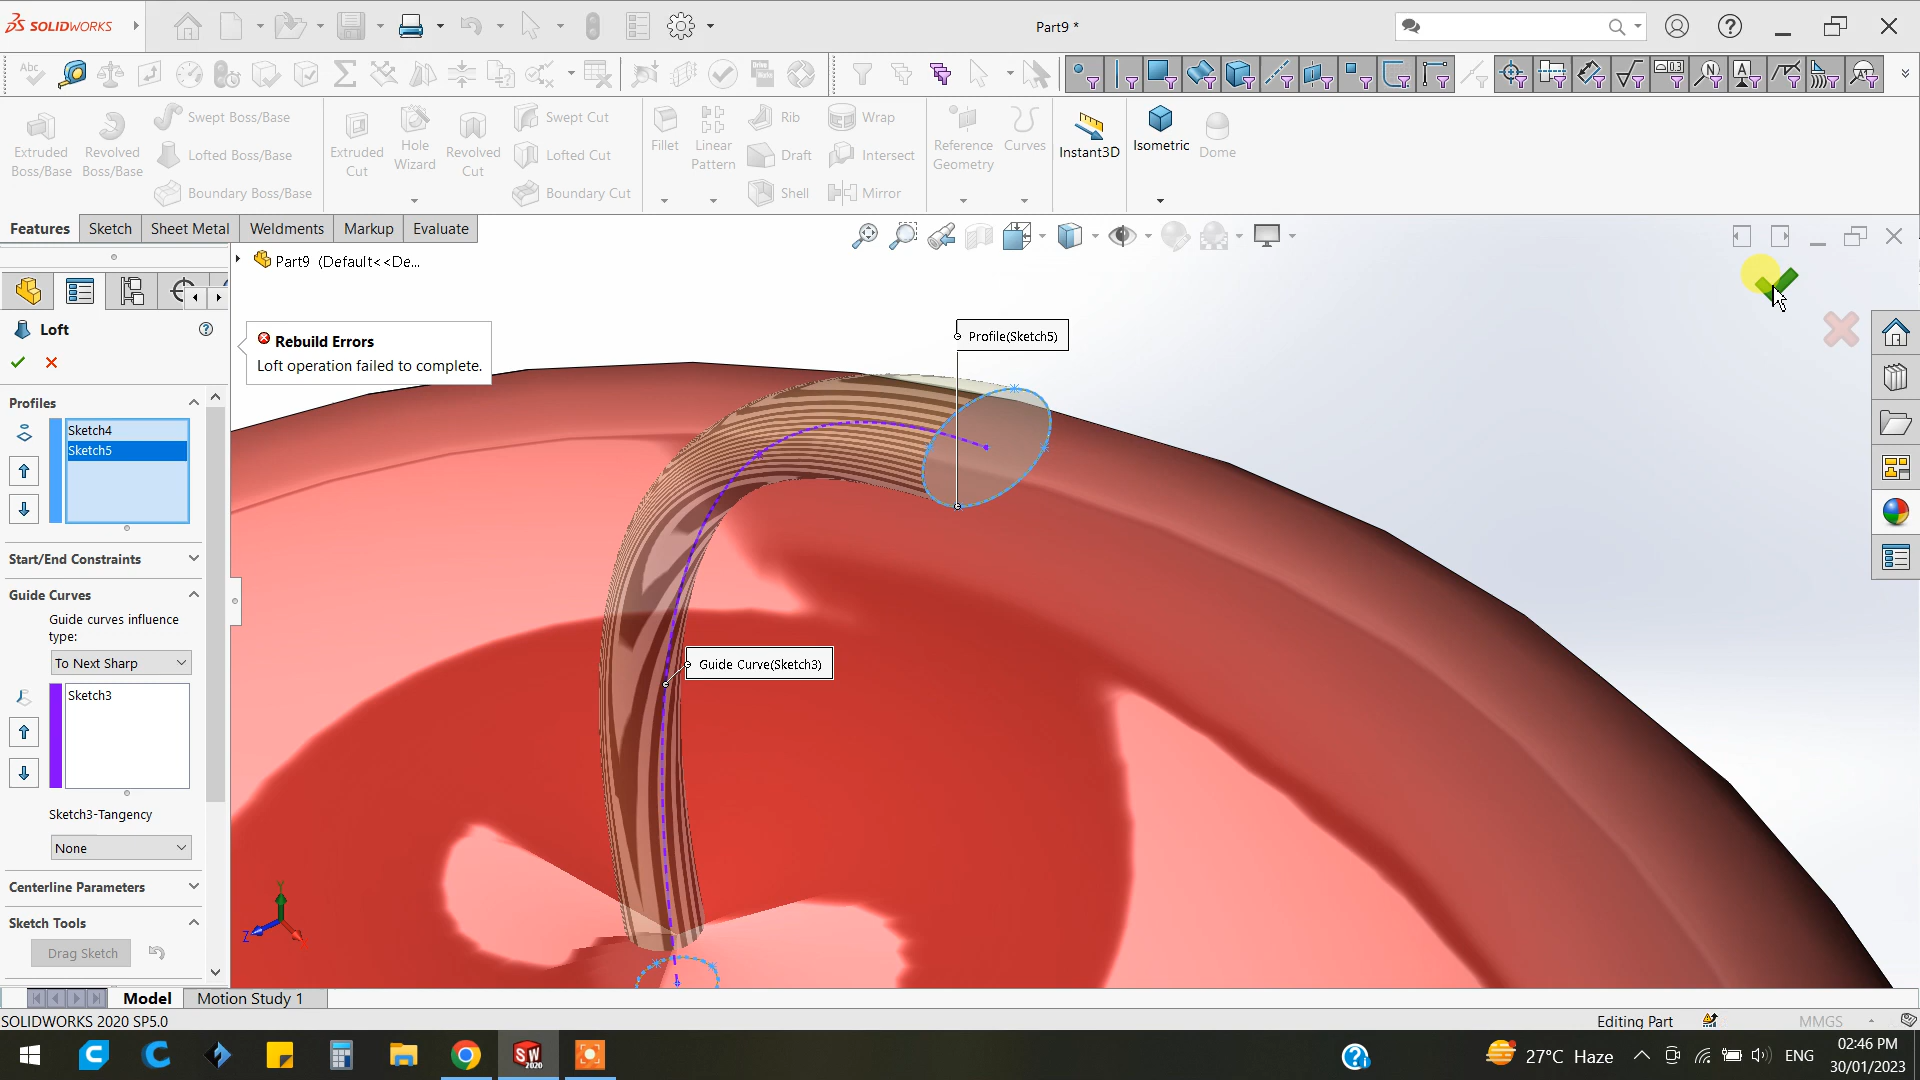 SOLIDWORKS
Part9 *
Abc
Extruded Boss/Base
Revolved Boss/Base
Swept Boss/Base
Lofted Boss/Base
Boundary Boss/Base
Extruded Cut
Hole Wizard
Revolved Cut
Swept Cut
Lofted Cut
Boundary Cut
Fillet
Linear Pattern
Rib
Draft
Shell
Wrap
Intersect
Mirror
Reference Geometry
Curves
Instant3D
Isometric
Dome
Features
Sketch
Sheet Metal
Weldments
Markup
Evaluate
Part9 (Default<<De...
Loft
Rebuild Errors
Loft operation failed to complete.
Profile(Sketch5)
Profiles
Sketch4
Sketch5
Start/End Constraints
Guide Curves
Guide curves influence
type:
To Next Sharp
Sketch3
Guide Curve(Sketch3)
Sketch3-Tangency
None
Centerline Parameters
Sketch Tools
Drag Sketch
Y
Z
Model
Motion Study 1
SOLIDWORKS 2020 SP5.0
Editing Part
MMGS
SW
2020
27°C Haze
ENG
02:46 PM
30/01/2023